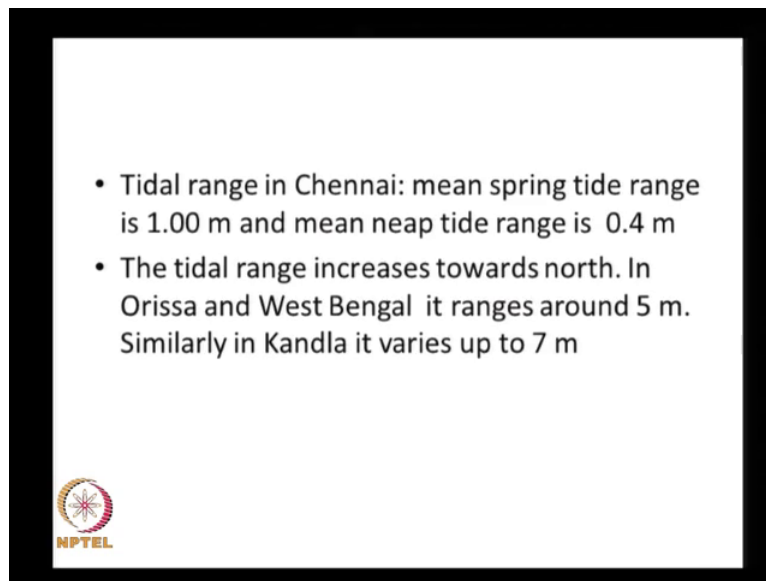 • Tidal range in Chennai: mean spring tide range
is 1.00 m and mean neap tide range is 0.4 m
• The tidal range increases towards north. In
Orissa and West Bengal it ranges around 5 m.
Similarly in Kandla it varies up to 7 m
NPTEL